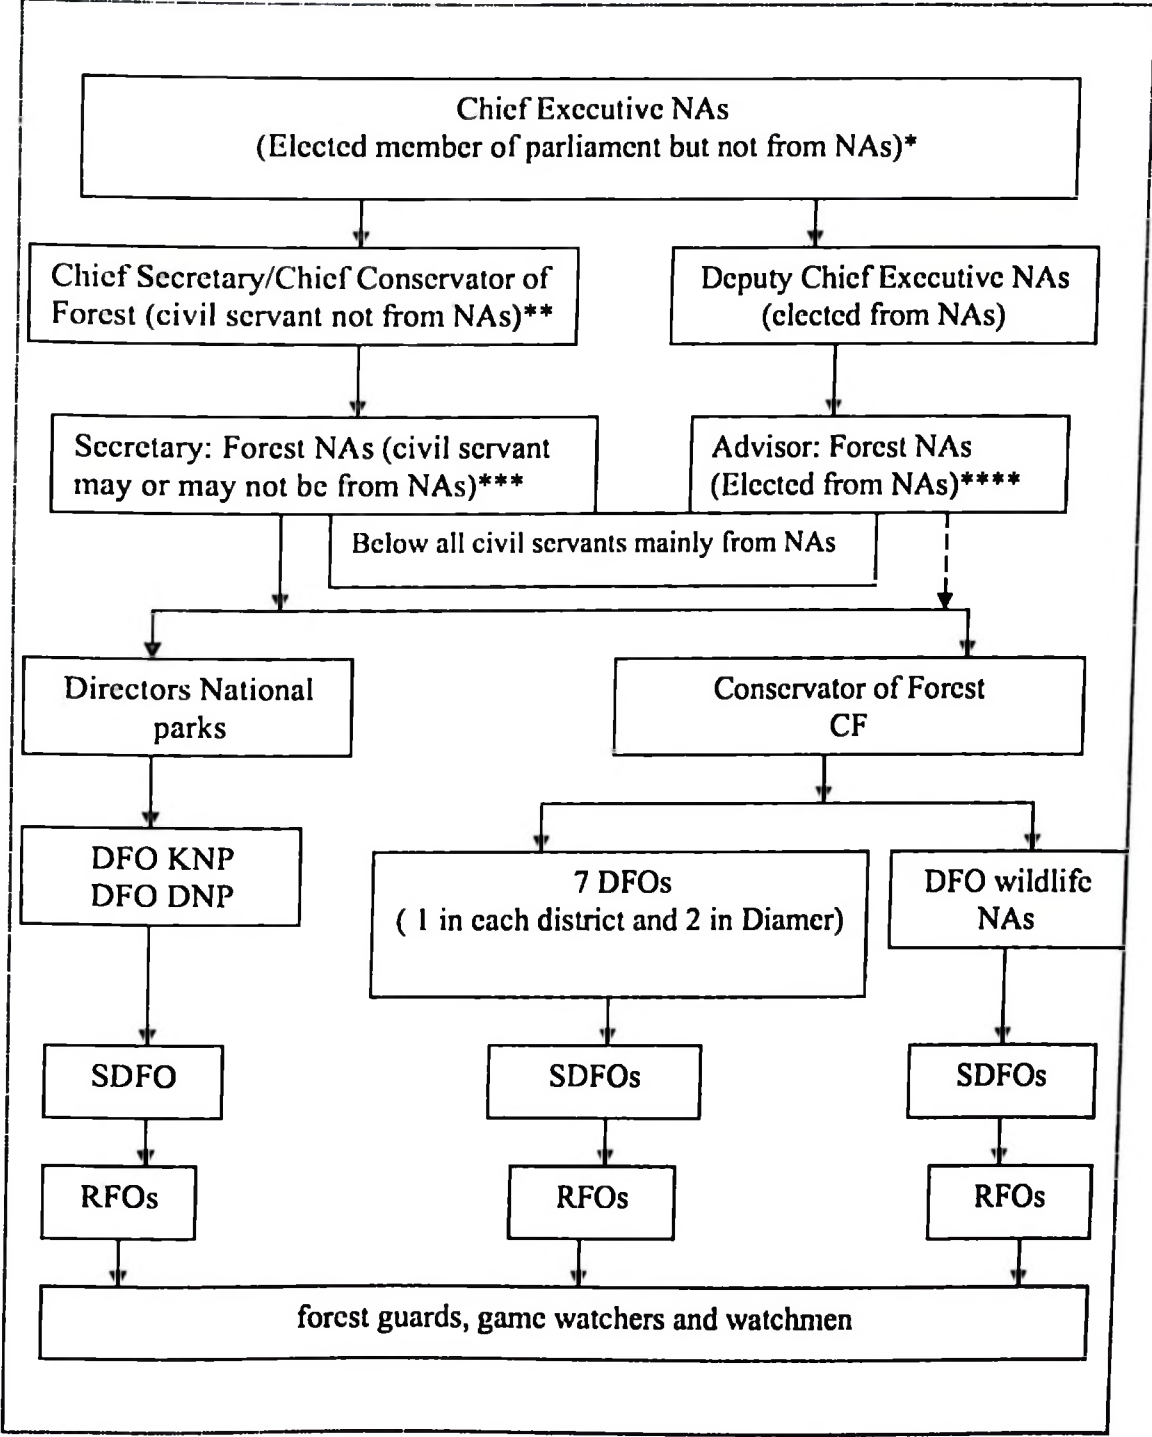 Chief Executive NAs
(Elected member of parliament but not from NAs)*
Chief Secretary/Chief Conservator of
Forest (civil servant not from NAs)**
Deputy Chief Executive NAs
(elected from NAs)
Secretary: Forest NAs (civil servant
may or may not be from NAs)***
Advisor: Forest NAs
(Elected from NAs)****
Below all civil servants mainly from NAs
Directors National
parks
Conservator of Forest
CF
DFO KNP
DFO DNP
7 DFOs
( 1 in each district and 2 in Diamer)
DFO wildlife
NAs
SDFO
SDFOs
SDFOs
RFOs
RFOs
RFOs
forest guards, game watchers and watchmen